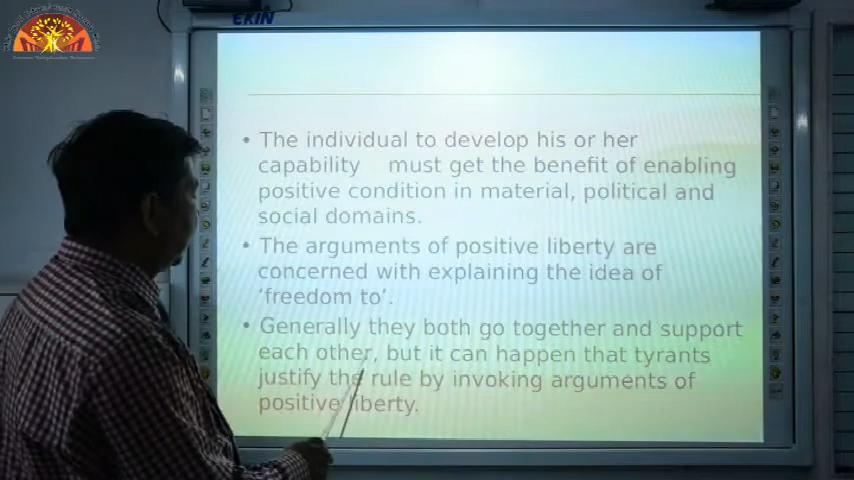 EKIN
• The individual to develop his or her
capability must get the benefit of enabling
positive condition in material, political and
social domains.
• The arguments of positive liberty are
concerned with explaining the idea of
‘freedom to’.
• Generally they both go together and support
each other, but it can happen that tyrants
justify the rule by invoking arguments of
positive liberty.